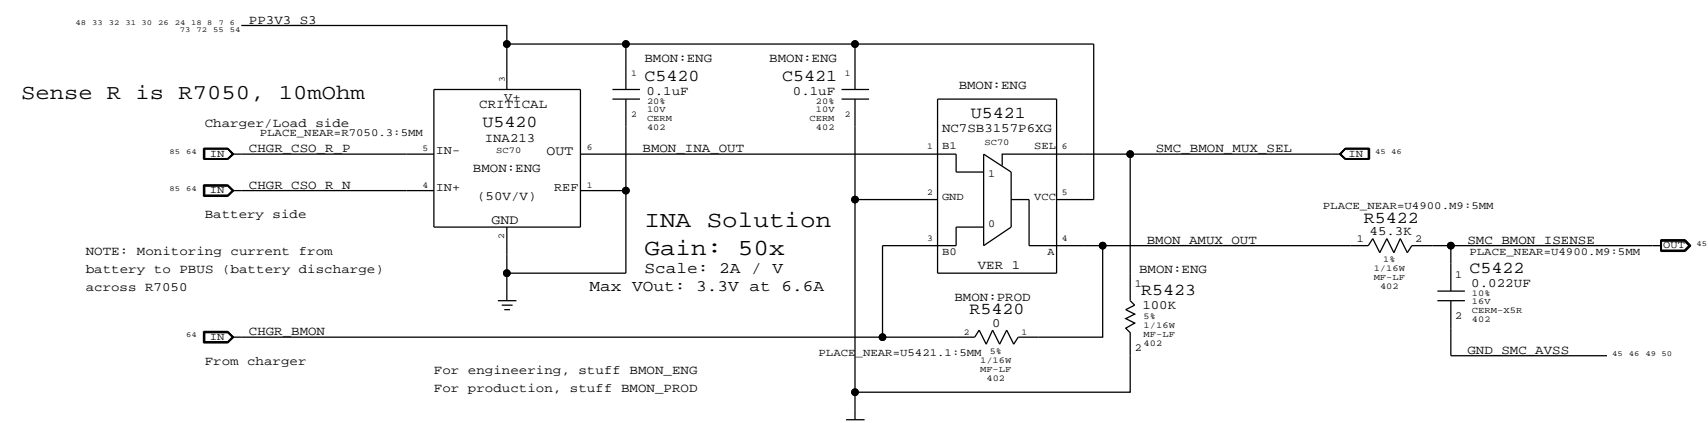 48 33 32 31 30 26 24 18 8 7 6
73 72 55 54
PP3V3_S3
Sense R is R7050, 10mOhm
Charger/Load side
PLACE_NEAR=R7050.3:5MM
85 64 IN CHGR_CSO_R_P
85 64 IN CHGR_CSO_R_N
Battery side
NOTE: Monitoring current from
battery to PBUS (battery discharge)
across R7050
3
V+
CRITICAL
U5420
INA213
SC70
5 IN- OUT 6
BMON:ENG
4 IN+ REF 1
(50V/V)
GND
2
BMON:ENG
1 C5420
0.1uF
20%
10V
2 CERM
402
BMON_INA_OUT
BMON:ENG
C5421 1
0.1uF
20%
10V
CERM 2
402
INA Solution
Gain: 50x
Scale: 2A / V
Max VOut: 3.3V at 6.6A
BMON:ENG
U5421
NC7SB3157P6XG
SC70
1 B1 SEL 6
1
2 GND VCC 5
0
3 B0 A 4
VER 1
SMC_BMON_MUX_SEL IN 45 46
BMON_AMUX_OUT
PLACE_NEAR=U4900.M9:5MM
R5422
45.3K
1 2
1%
1/16W
MF-LF
402
SMC_BMON_ISENSE OUT 45
PLACE_NEAR=U4900.M9:5MM
1 C5422
0.022UF
10%
16V
2 CERM-X5R
402
GND_SMC_AVSS 45 46 49 50
BMON:ENG
1 R5423
100K
5%
1/16W
MF-LF
2 402
BMON:PROD
R5420
0
2 1
PLACE_NEAR=U5421.1:5MM 5%
1/16W
MF-LF
402
64 IN CHGR_BMON
From charger
For engineering, stuff BMON_ENG
For production, stuff BMON_PROD